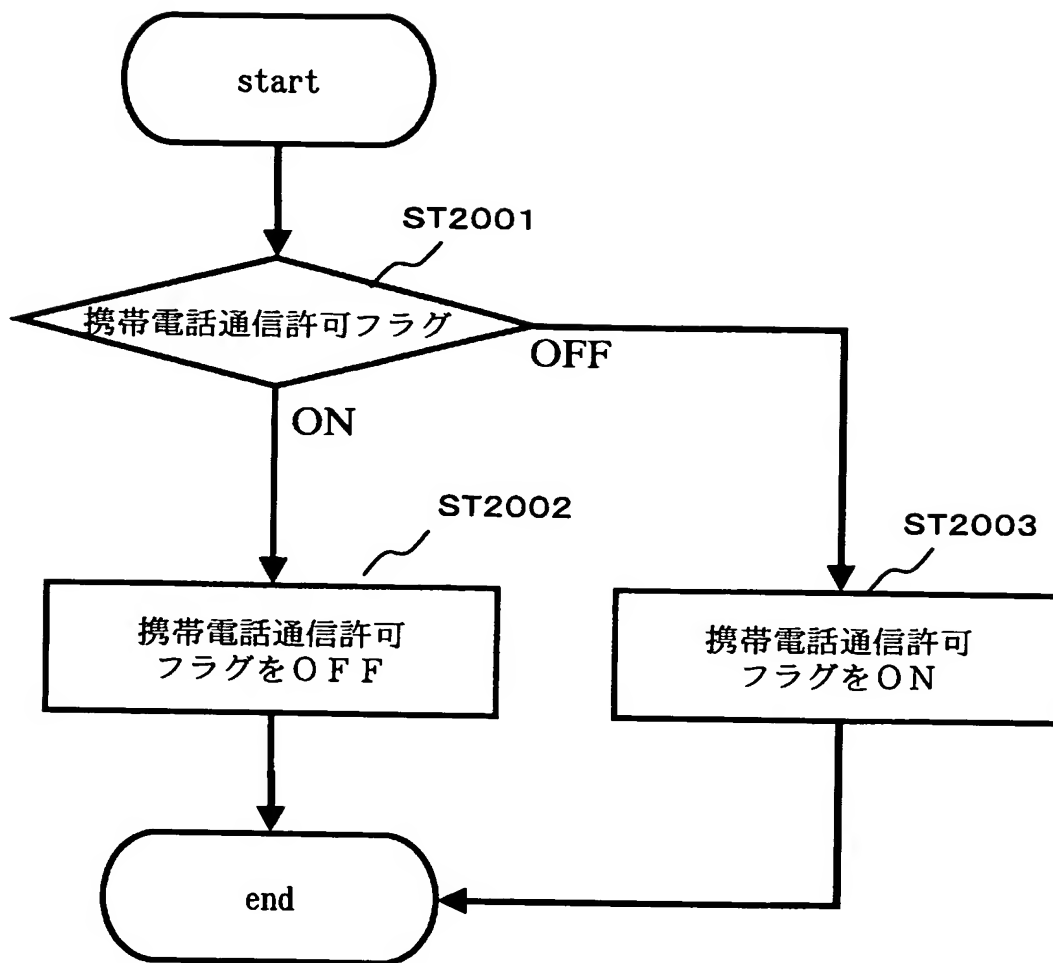 start
ST2001
携帯電話通信許可フラグ
OFF
ON
ST2002
携帯電話通信許可
フラグをＯＦＦ
ST2003
携帯電話通信許可
フラグをＯＮ
end